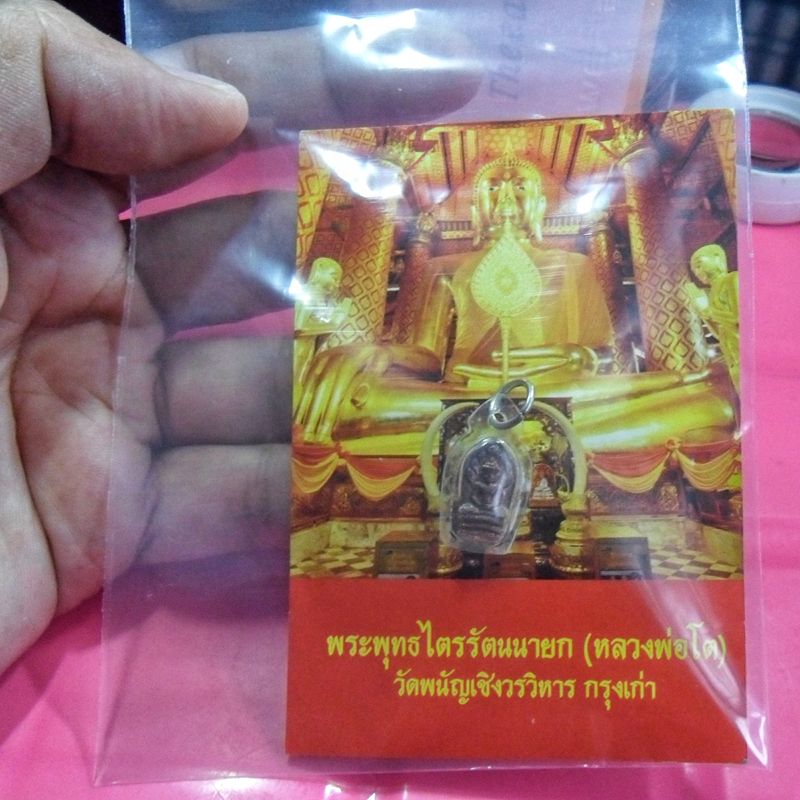 พระพุทธไตรรัตนนายก (หลวงพ่อโต)
วัดพนัญเชิงวรวิหาร กรุงเก่า